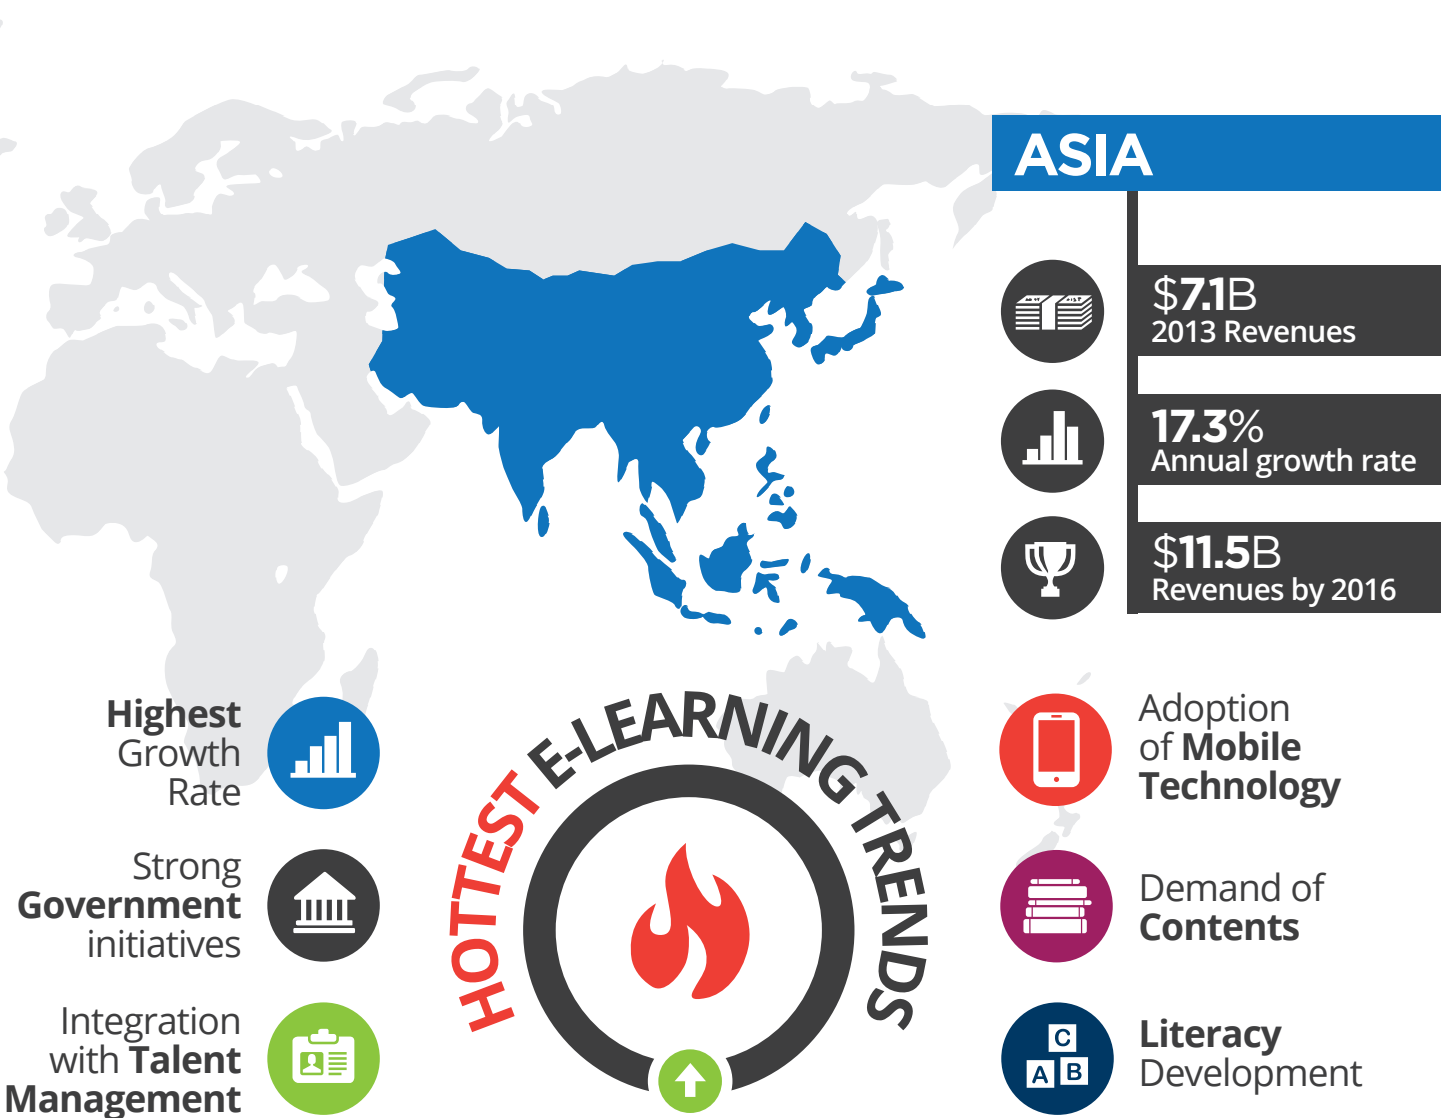 ASIA
$7.1B
2013 Revenues
17.3%
Annual growth rate
$11.5B
Revenues by 2016
HOTTEST E-LEARNING TRENDS
Highest
Growth
Rate
Strong
Government
initiatives
Integration
with Talent
Management
Adoption
of Mobile
Technology
Demand of
Contents
Literacy
Development
C
A B